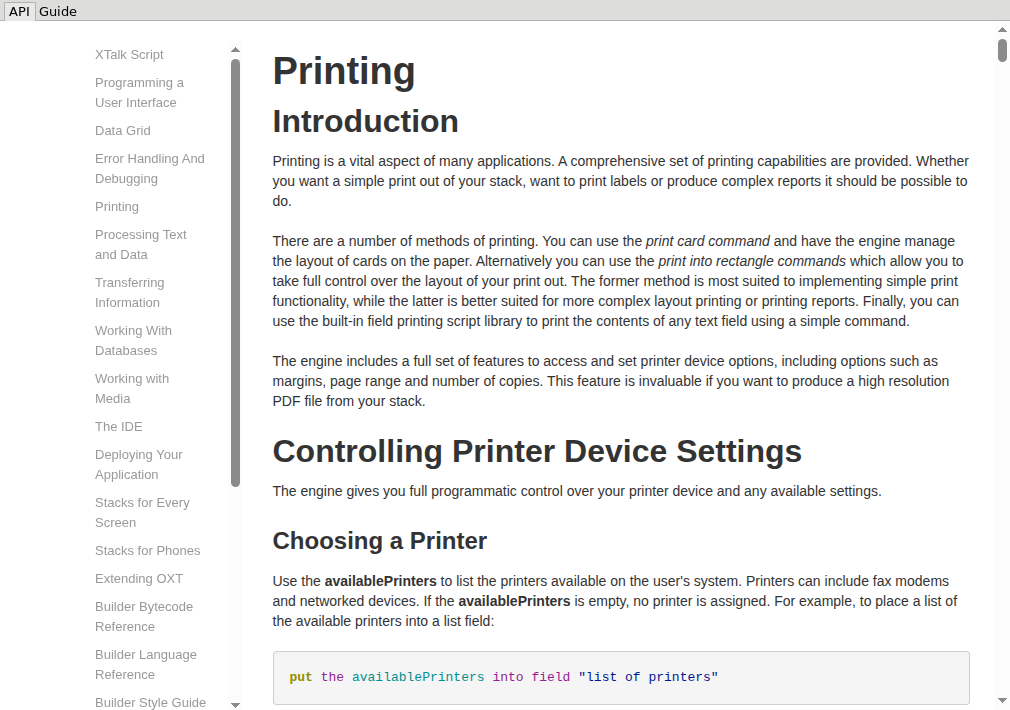 API Guide
XTalk Script
Programming a
User Interface
Data Grid
Error Handling And
Debugging
Printing
Processing Text
and Data
Transferring
Information
Working With
Databases
Working with
Media
The IDE
Deploying Your
Application
Stacks for Every
Screen
Stacks for Phones
Extending OXT
Builder Bytecode
Reference
Builder Language
Reference
Builder Style Guide
Printing
Introduction
Printing is a vital aspect of many applications. A comprehensive set of printing capabilities are provided. Whether
you want a simple print out of your stack, want to print labels or produce complex reports it should be possible to
do.
There are a number of methods of printing. You can use the print card command and have the engine manage
the layout of cards on the paper. Alternatively you can use the print into rectangle commands which allow you to
take full control over the layout of your print out. The former method is most suited to implementing simple print
functionality, while the latter is better suited for more complex layout printing or printing reports. Finally, you can
use the built-in field printing script library to print the contents of any text field using a simple command.
The engine includes a full set of features to access and set printer device options, including options such as
margins, page range and number of copies. This feature is invaluable if you want to produce a high resolution
PDF file from your stack.
Controlling Printer Device Settings
The engine gives you full programmatic control over your printer device and any available settings.
Choosing a Printer
Use the availablePrinters to list the printers available on the user's system. Printers can include fax modems
and networked devices. If the availablePrinters is empty, no printer is assigned. For example, to place a list of
the available printers into a list field:
put the availablePrinters into field "list of printers"